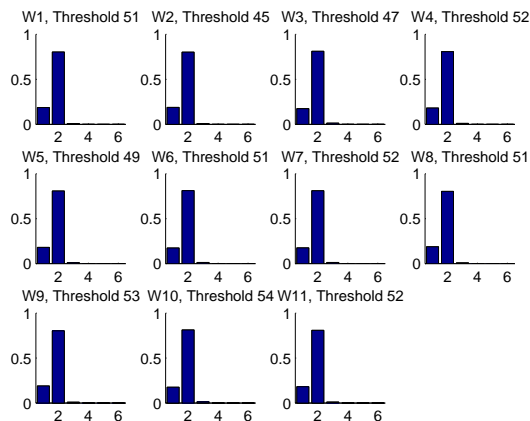 W1, Threshold 51
W2, Threshold 45
W3, Threshold 47
W4, Threshold 52
1
0.5
0
2 4 6
1
0.5
0
2 4 6
1
0.5
0
2 4 6
1
0.5
0
2 4 6
W5, Threshold 49
W6, Threshold 51
W7, Threshold 52
W8, Threshold 51
1
0.5
0
2 4 6
1
0.5
0
2 4 6
1
0.5
0
2 4 6
1
0.5
0
2 4 6
W9, Threshold 53
W10, Threshold 54
W11, Threshold 52
1
0.5
0
2 4 6
1
0.5
0
2 4 6
1
0.5
0
2 4 6